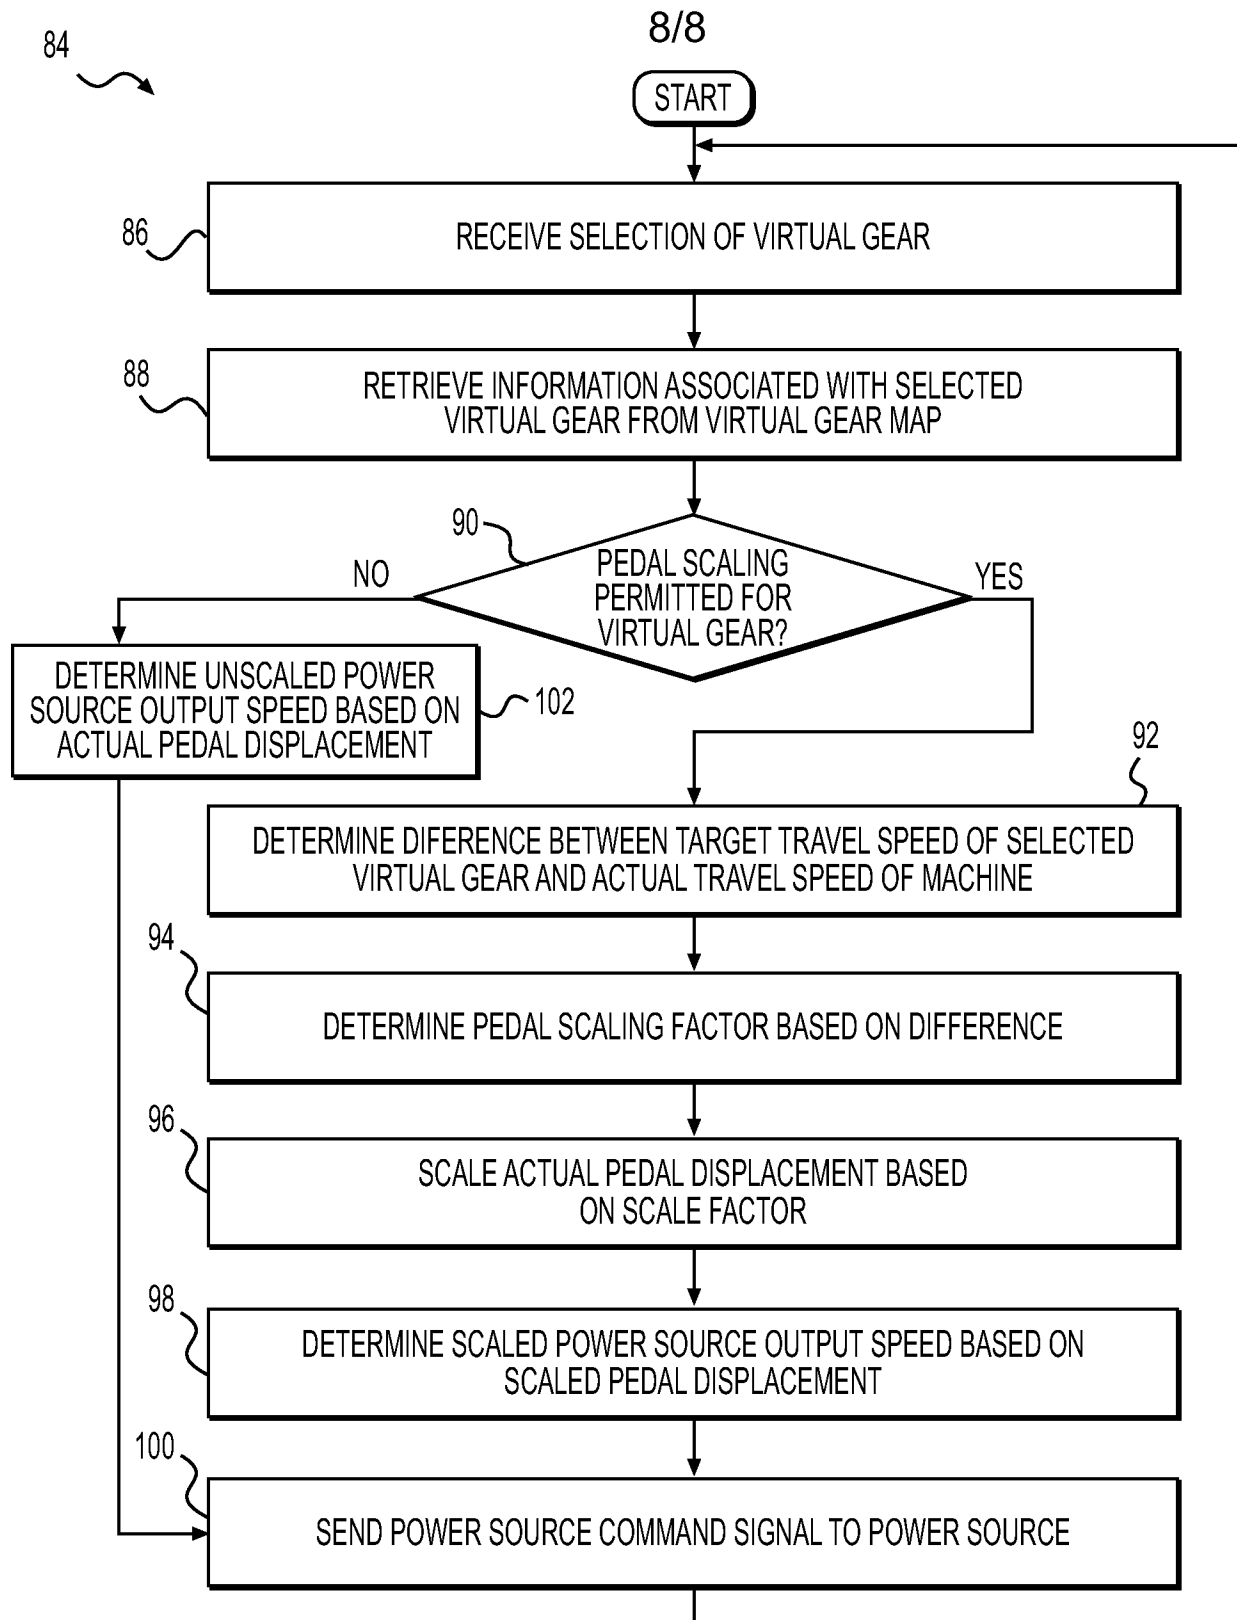 8/8
84
START
86
RECEIVE SELECTION OF VIRTUAL GEAR
88
RETRIEVE INFORMATION ASSOCIATED WITH SELECTED
VIRTUAL GEAR FROM VIRTUAL GEAR MAP
90
NO
PEDAL SCALING
PERMITTED FOR
VIRTUAL GEAR?
YES
DETERMINE UNSCALED POWER
SOURCE OUTPUT SPEED BASED ON
ACTUAL PEDAL DISPLACEMENT
102
92
DETERMINE DIFERENCE BETWEEN TARGET TRAVEL SPEED OF SELECTED
VIRTUAL GEAR AND ACTUAL TRAVEL SPEED OF MACHINE
94
DETERMINE PEDAL SCALING FACTOR BASED ON DIFFERENCE
96
SCALE ACTUAL PEDAL DISPLACEMENT BASED
ON SCALE FACTOR
98
DETERMINE SCALED POWER SOURCE OUTPUT SPEED BASED ON
SCALED PEDAL DISPLACEMENT
100
SEND POWER SOURCE COMMAND SIGNAL TO POWER SOURCE